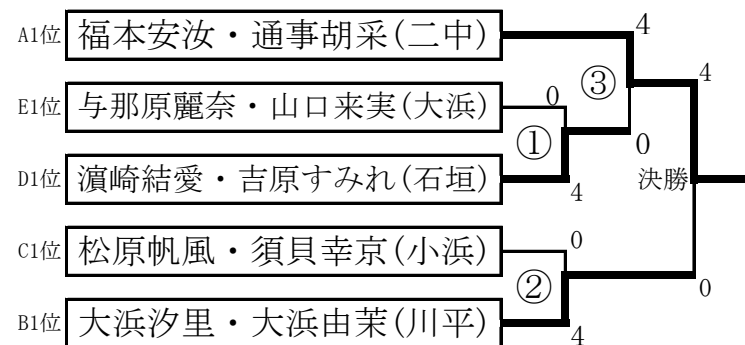 A1位 福本安汝・通事胡采(二中) 4
③ 4
E1位 与那原麗奈・山口来実(大浜) 0
① 0
D1位 濵崎結愛・吉原すみれ(石垣) 4
決勝
C1位 松原帆風・須貝幸京(小浜) 0
② 0
B1位 大浜汐里・大浜由茉(川平) 4